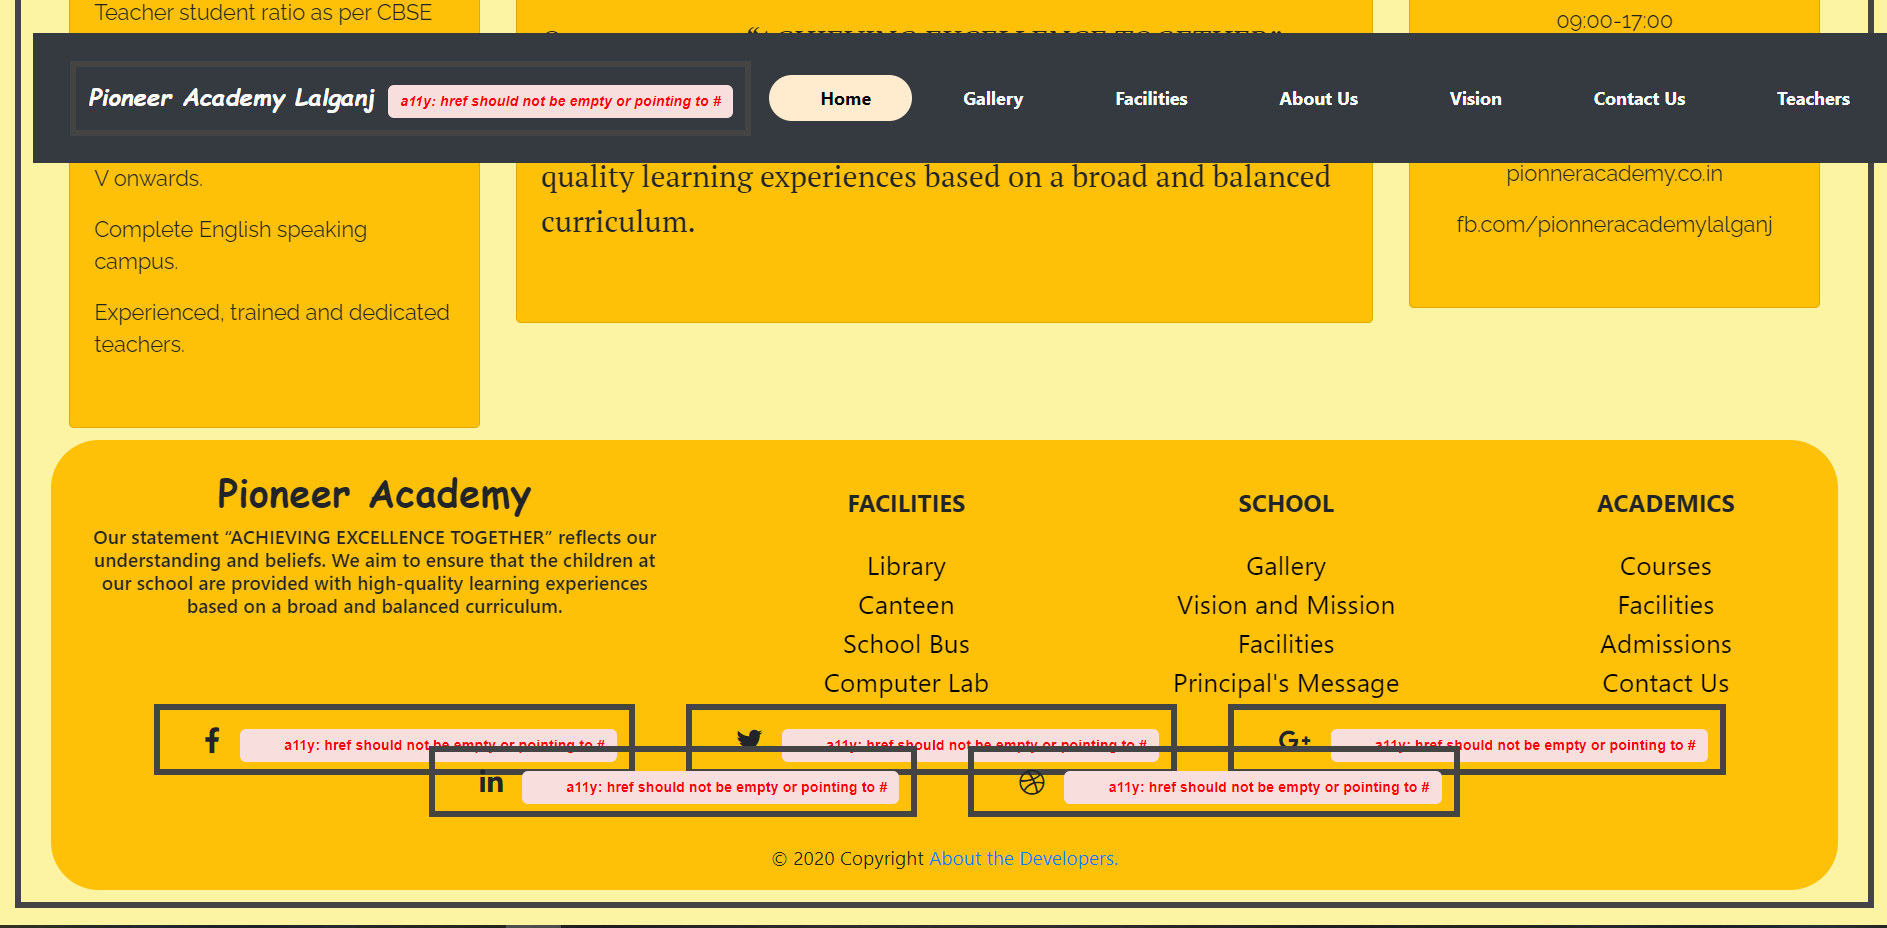 Teacher student ratio as per CBSE
“ACHIEVING EXCELLENCE TOGETHER”
09:00-17:00
Pioneer Academy Lalganj
a11y: href should not be empty or pointing to #
Home
Gallery
Facilities
About Us
Vision
Contact Us
Teachers
V onwards.
Complete English speaking
campus.
Experienced, trained and dedicated
teachers.
quality learning experiences based on a broad and balanced
curriculum.
pionneracademy.co.in
fb.com/pionneracademylalganj
Pioneer Academy
Our statement “ACHIEVING EXCELLENCE TOGETHER” reflects our
understanding and beliefs. We aim to ensure that the children at
our school are provided with high-quality learning experiences
based on a broad and balanced curriculum.
FACILITIES
Library
Canteen
School Bus
Computer Lab
SCHOOL
Gallery
Vision and Mission
Facilities
Principal's Message
ACADEMICS
Courses
Facilities
Admissions
Contact Us
a11y: href should not be empty or pointing to #
a11y: href should not be empty or pointing to #
G+
a11y: href should not be empty or pointing to #
in
a11y: href should not be empty or pointing to #
a11y: href should not be empty or pointing to #
© 2020 Copyright About the Developers.